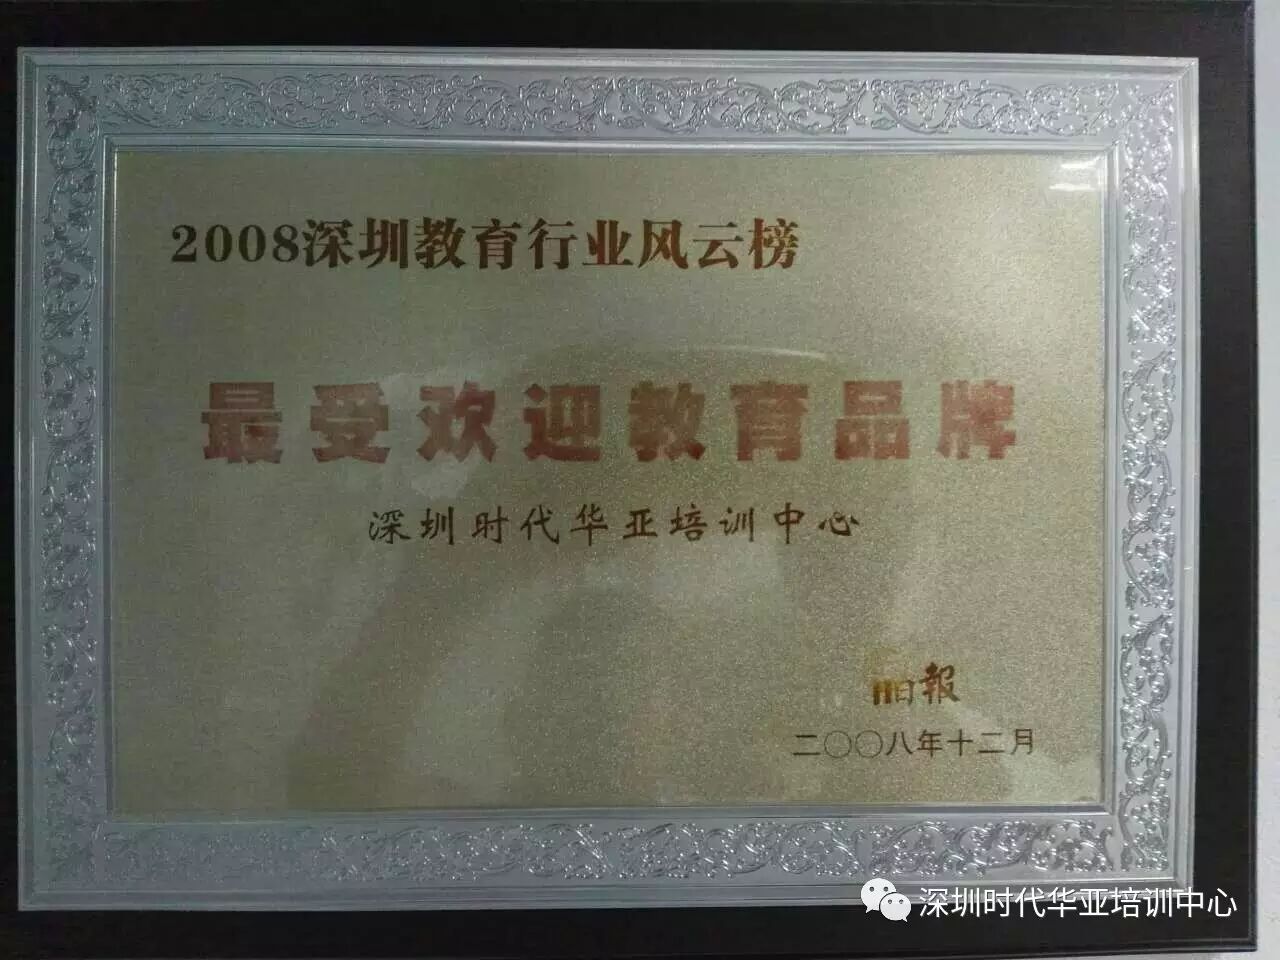 2008深圳教育行业风云榜
最受欢迎教育品牌
深圳时代华亚培训中心
日報
二〇〇八年十二月
深圳时代华亚培训中心